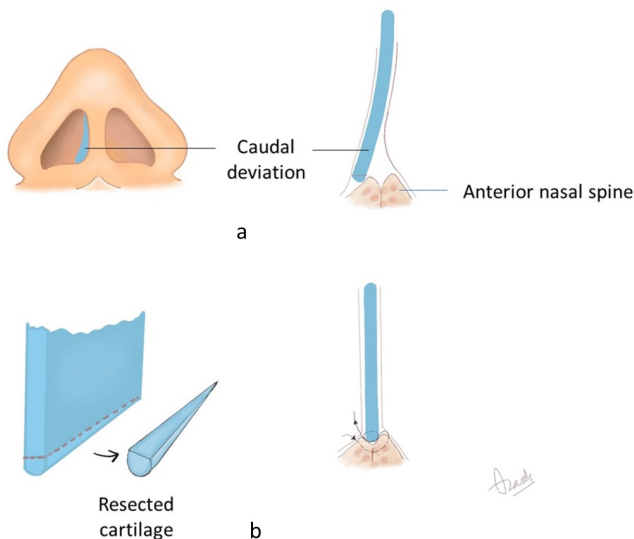 Caudal
deviation
Anterior nasal spine
a
Resected
cartilage
b